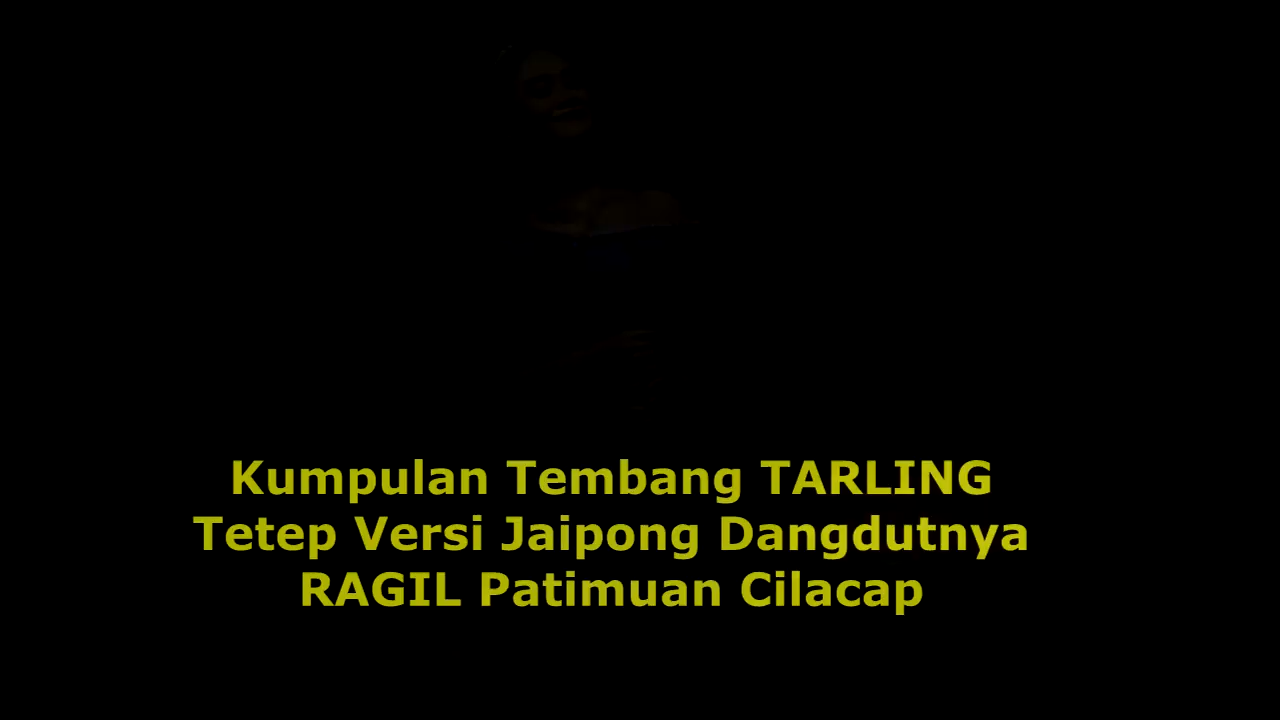 Kumpulan Tembang TARLING
Tetep Versi Jaipong Dangdutnya
RAGIL Patimuan Cilacap